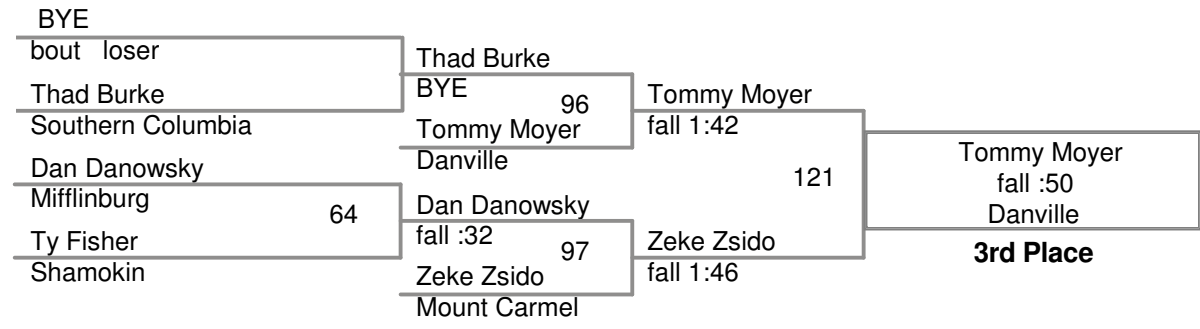 BYE
bout loser
Thad Burke
Southern Columbia
Dan Danowsky
Mifflinburg
64
Ty Fisher
Shamokin
Thad Burke
BYE
96
Tommy Moyer
Danville
Dan Danowsky
fall :32
97
Zeke Zsido
Mount Carmel
Tommy Moyer
fall 1:42
121
Zeke Zsido
fall 1:46
Tommy Moyer
fall :50
Danville
3rd Place